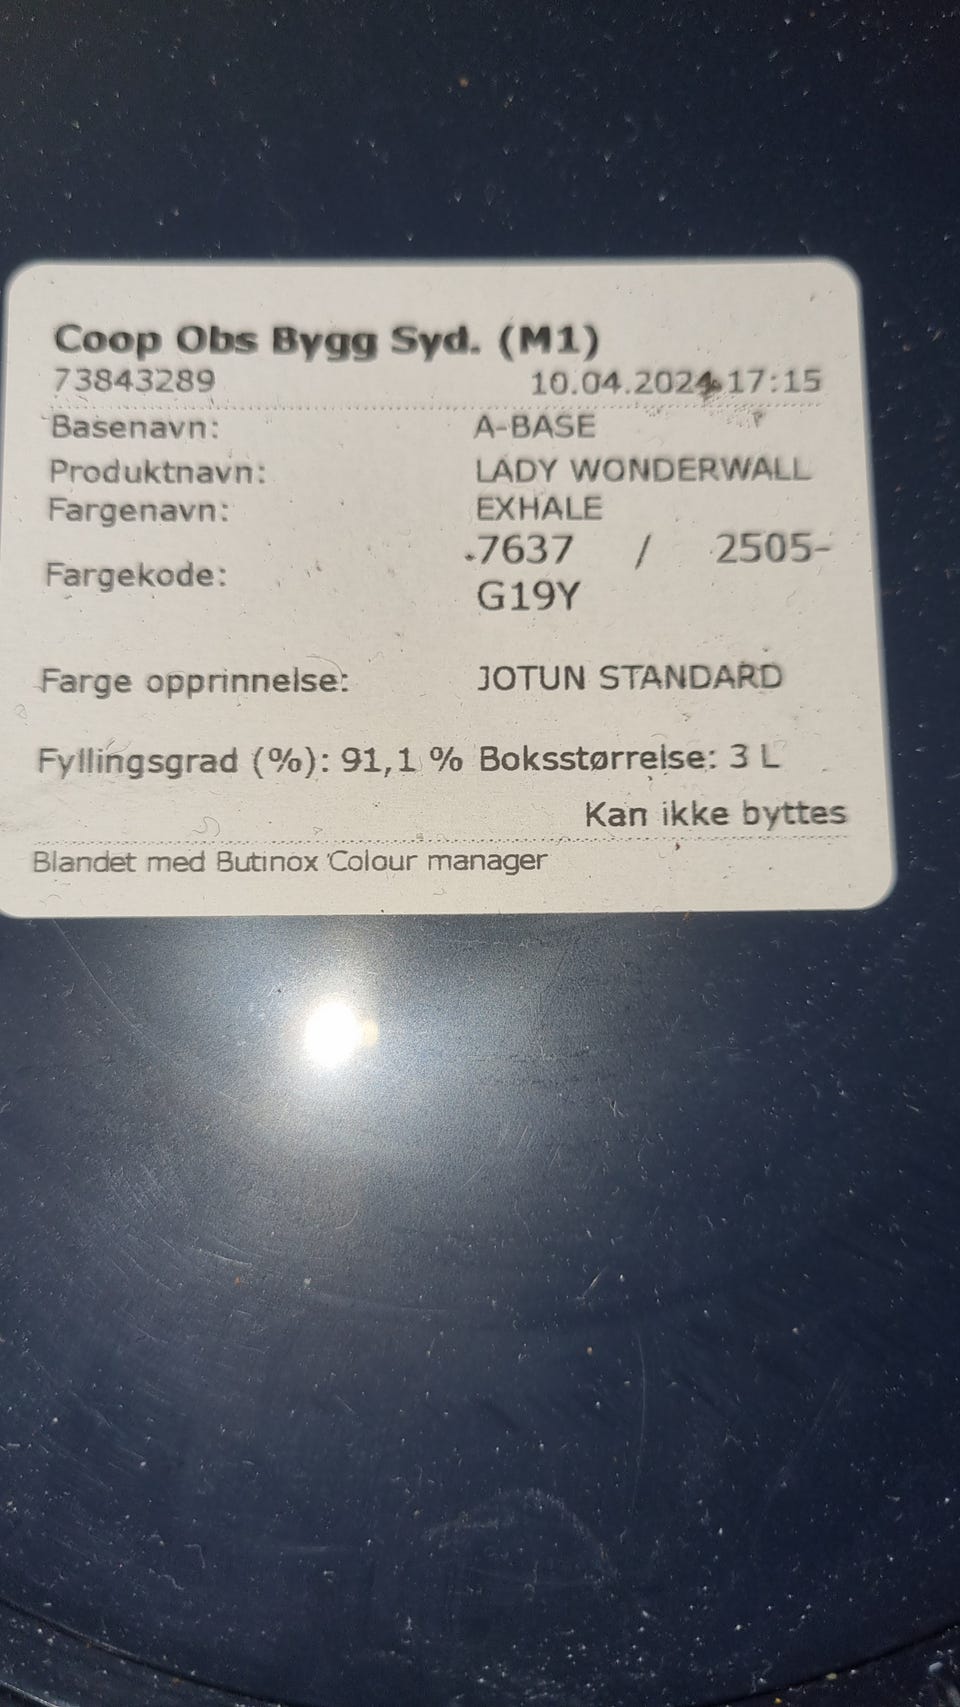 Coop Obs Bygg Syd. (M1)
73843289 10.04.2024 17:15
Basenavn: A-BASE
Produktnavn: LADY WONDERWALL
Fargenavn: EXHALE
Fargekode: .7637 / 2505-
G19Y
Farge opprinnelse: JOTUN STANDARD
Fyllingsgrad (%): 91,1 % Boksstørrelse: 3 L
Kan ikke byttes
Blandet med Butinox Colour manager